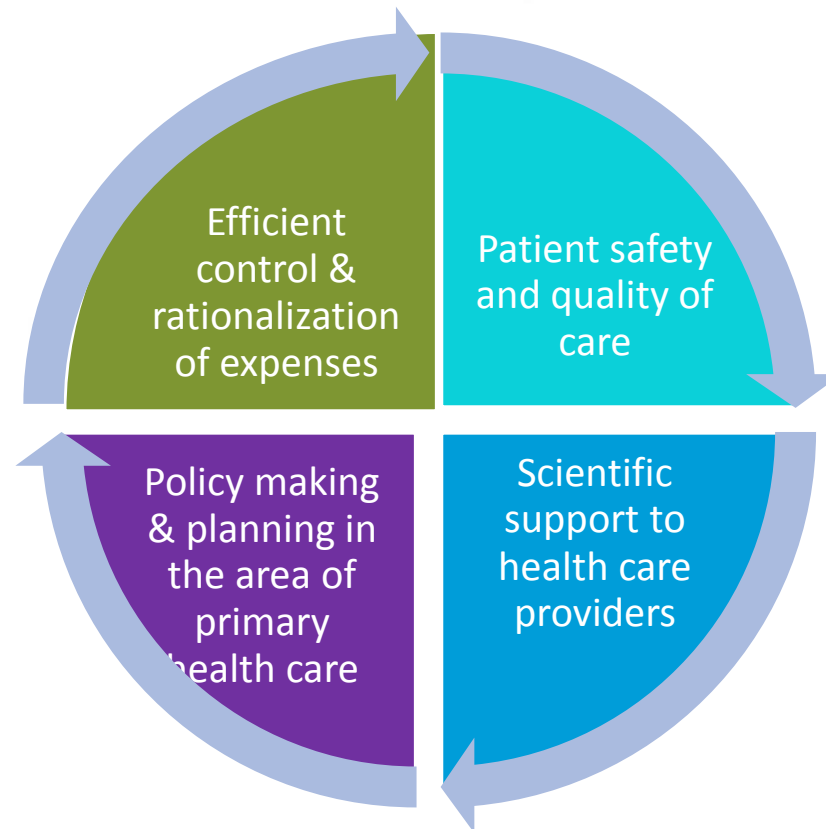 Efficient
control &
rationalization
of expenses
Patient safety
and quality of
care
Policy making
& planning in
the area of
primary
health care
Scientific
support to
health care
providers